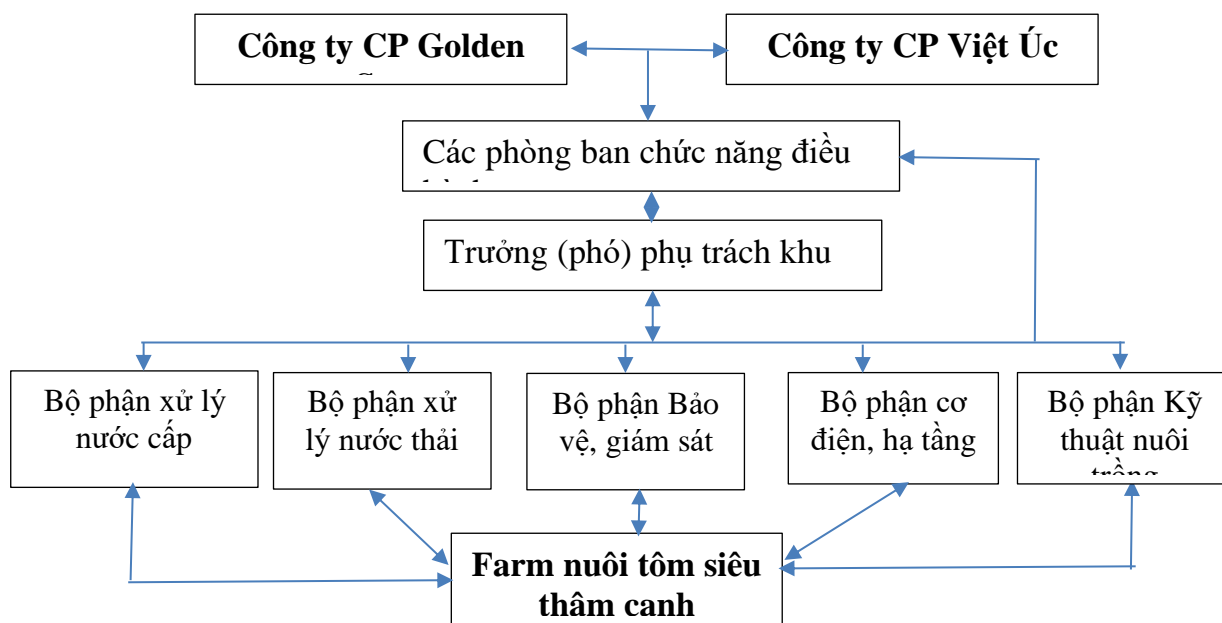 Công ty CP Golden
Công ty CP Việt Úc
Các phòng ban chức năng điều
Trưởng (phó) phụ trách khu
Bộ phận xử lý
nước cấp
Bộ phận xử
lý nước thải
Bộ phận Bảo
vệ, giám sát
Bộ phận cơ
điện, hạ tầng
Bộ phận Kỹ
thuật nuôi
trồng
Farm nuôi tôm siêu
thâm canh